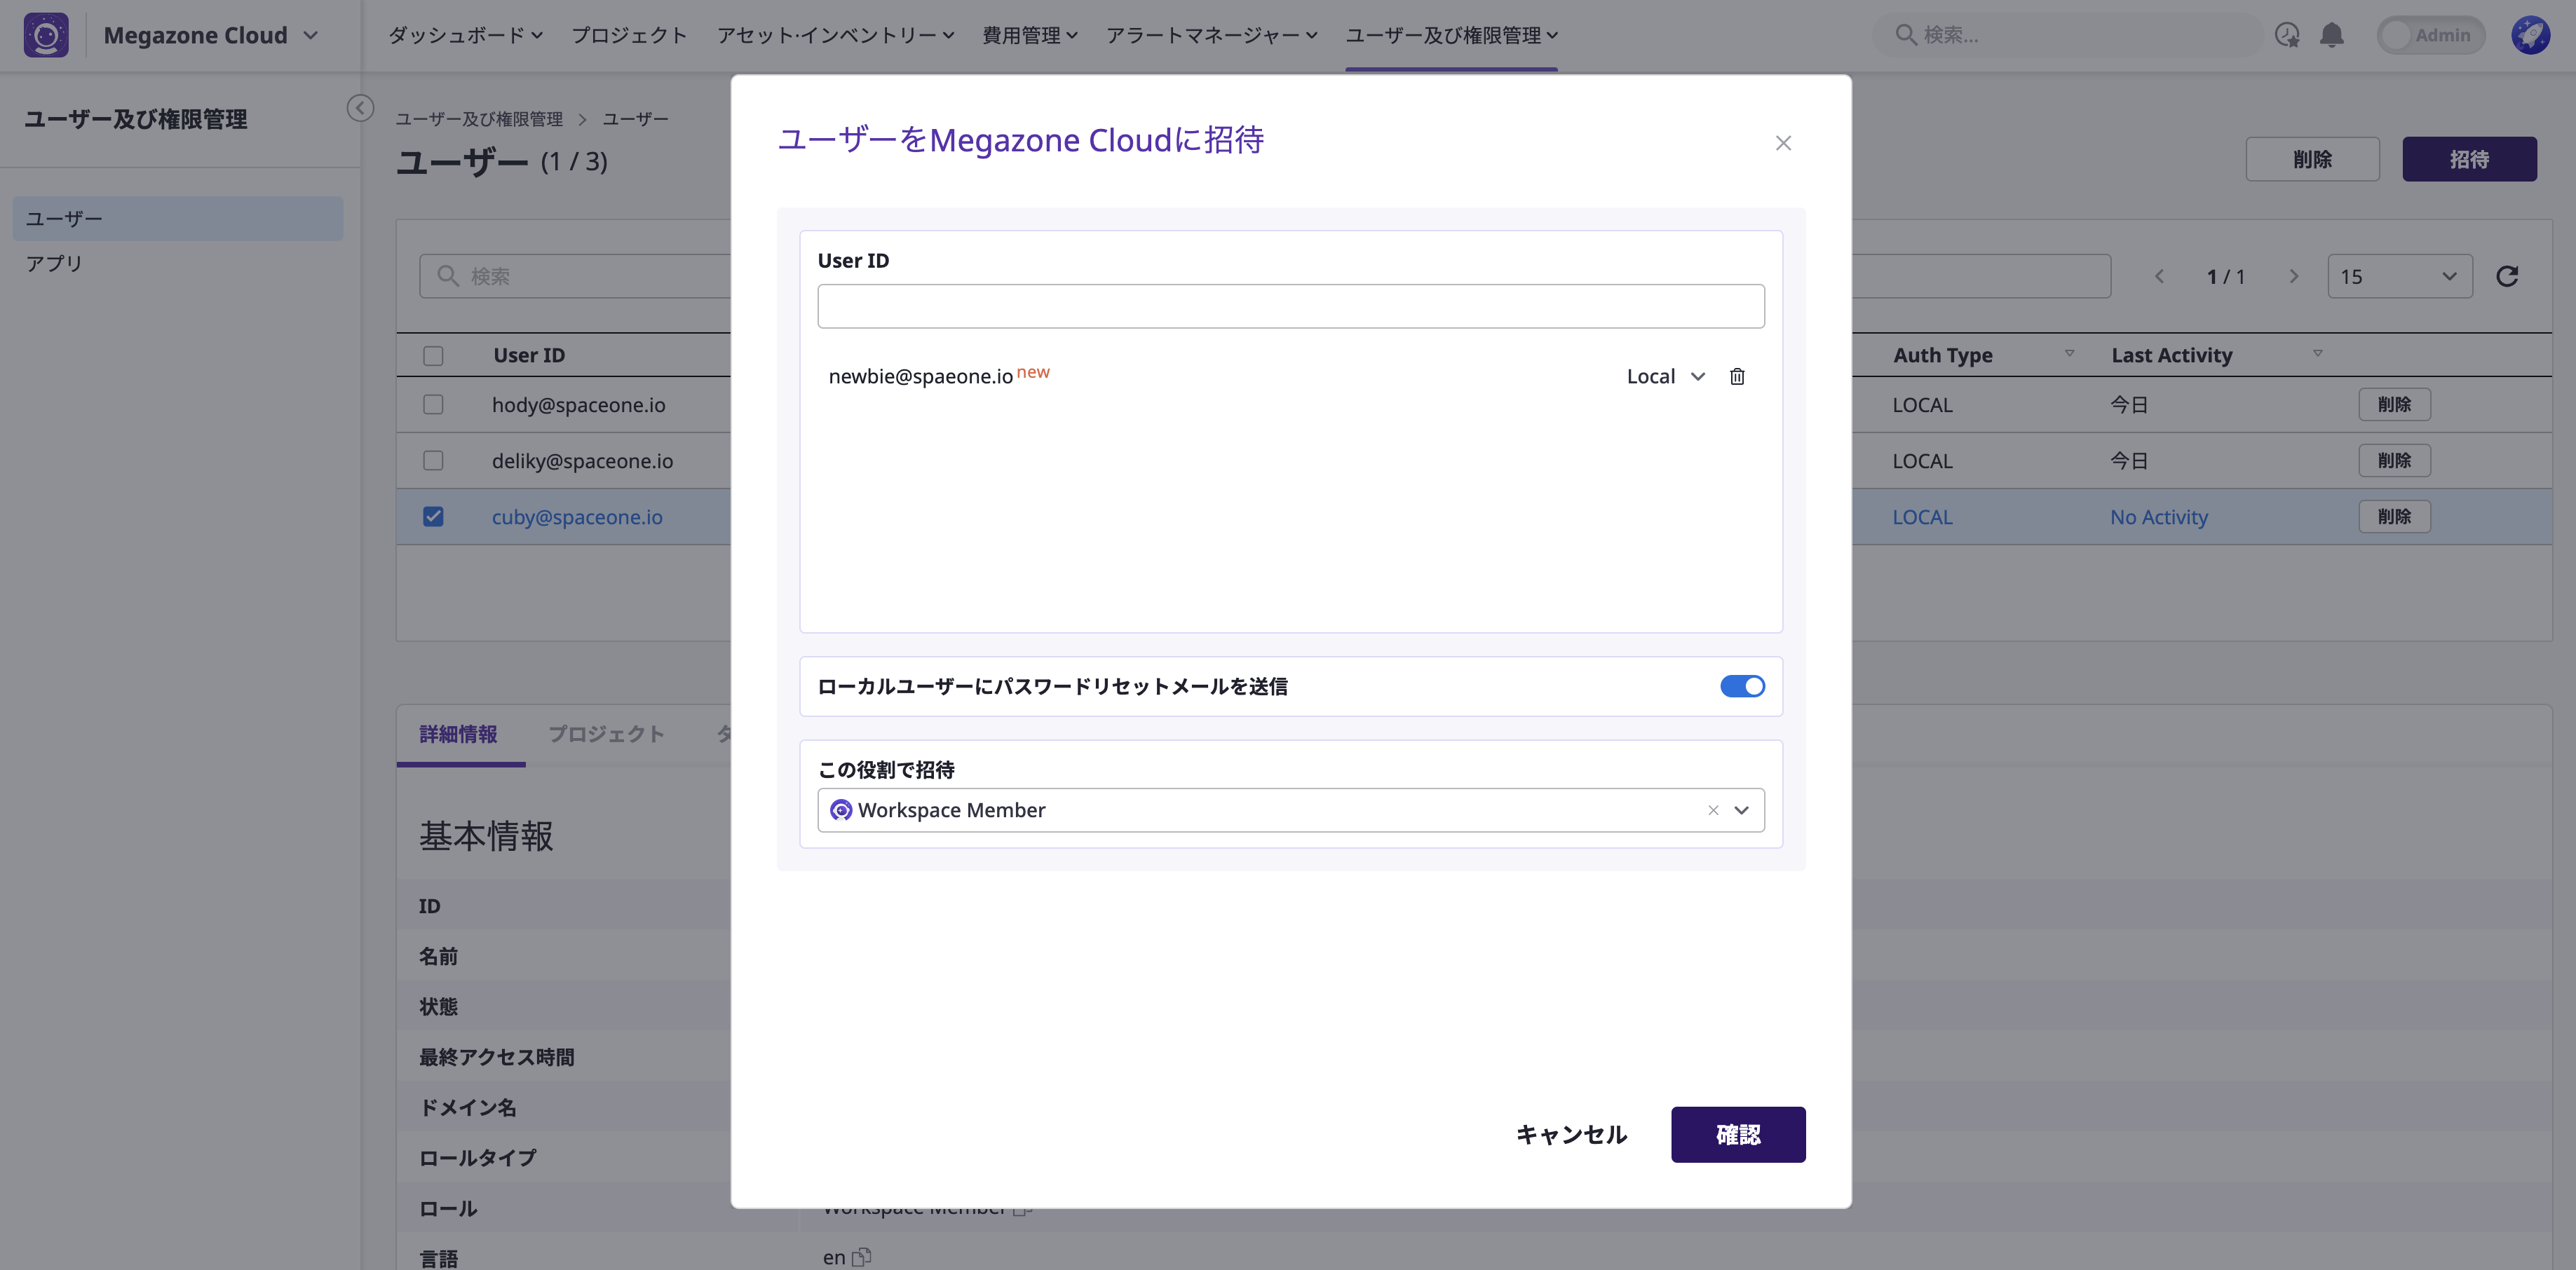 Megazone Cloud
ダッシュボード
プロジェクト
アセット·インベントリー
費用管理
アラートマネージャー
ユーザー及び権限管理
検索...
Admin
ユーザー及び権限管理
ユーザー
アプリ
ユーザー及び権限管理 > ユーザー
ユーザー (1 / 3)
削除
招待
検索
1 / 1
15
User ID
Auth Type
Last Activity
hody@spaceone.io
LOCAL
今日
削除
deliky@spaceone.io
LOCAL
今日
削除
cuby@spaceone.io
LOCAL
No Activity
削除
詳細情報
プロジェクト
基本情報
ID
名前
状態
最終アクセス時間
ドメイン名
ロールタイプ
ロール
Workspace Member
言語
en
ユーザーをMegazone Cloudに招待
User ID
newbie@spaeone.io new
Local
ローカルユーザーにパスワードリセットメールを送信
この役割で招待
Workspace Member
キャンセル
確認